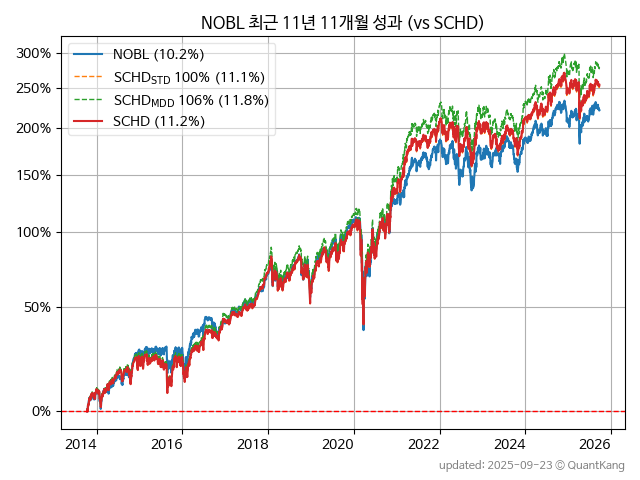 NOBL 최근 11년 11개월 성과 (vs SCHD)
NOBL (10.2%)
SCHD_STD 100% (11.1%)
SCHD_MDD 106% (11.8%)
SCHD (11.2%)
300%
250%
200%
150%
100%
50%
0%
2014 2016 2018 2020 2022 2024 2026
updated: 2025-09-23 ⓒ QuantKang